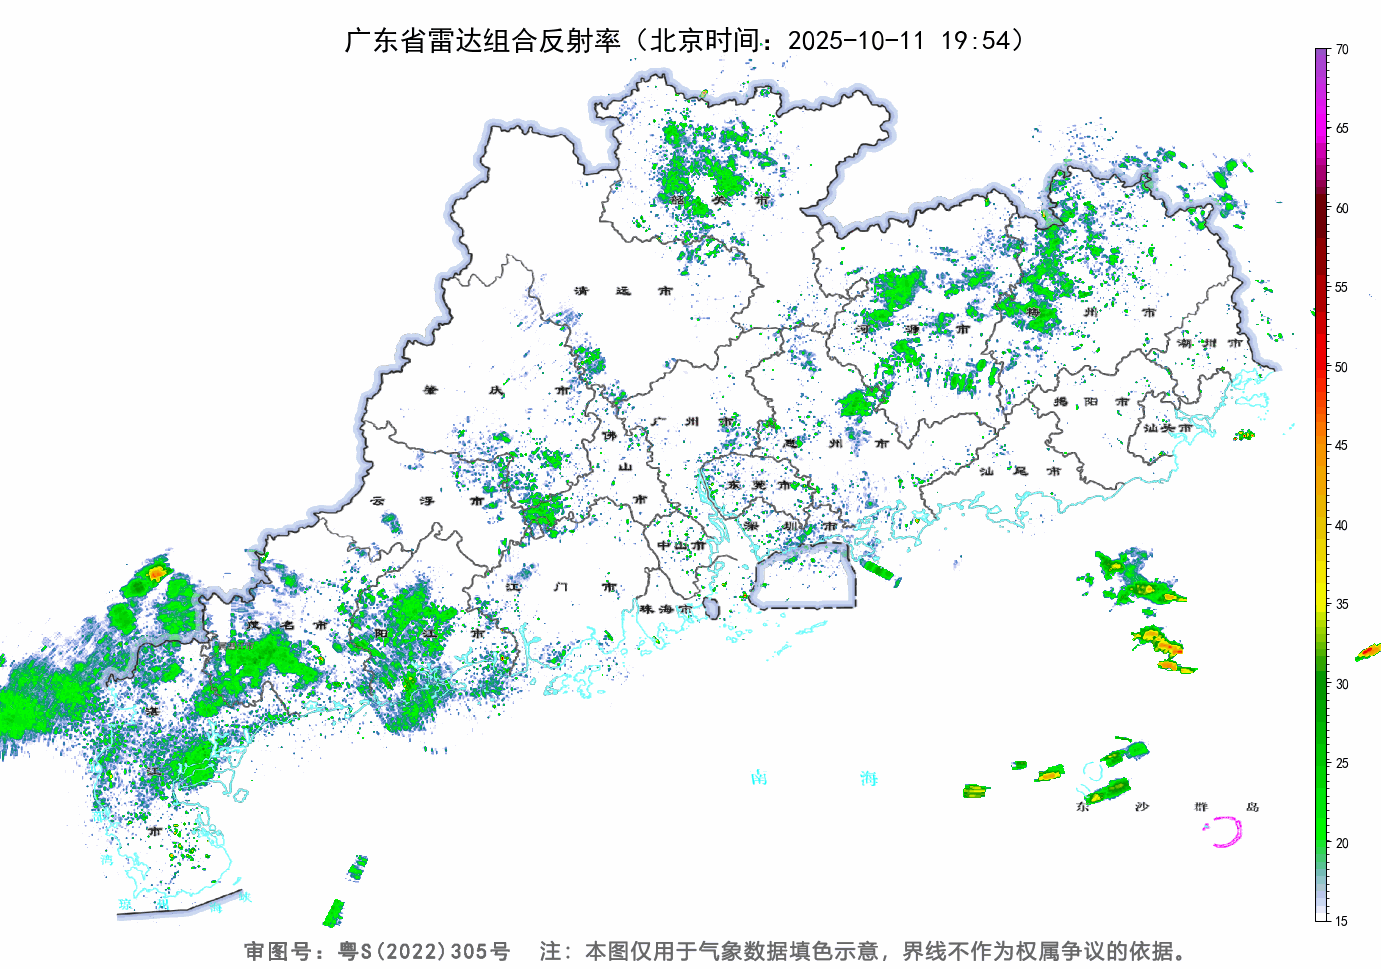 广东省雷达组合反射率（北京时间：2025-10-11 19:54）
70
65
60
55
50
45
40
35
30
25
20
15
韶关市
清远市
河源市
梅州市
潮州市
肇庆市
揭阳市
汕头市
广州市
佛山市
惠州市
汕尾市
云浮市
东莞市
深圳市
中山市
江门市
珠海市
茂名市
阳江市
湛江市
南海
东沙群岛
琼州海峡
审图号：粤S(2022)305号 注：本图仅用于气象数据填色示意，界线不作为权属争议的依据。